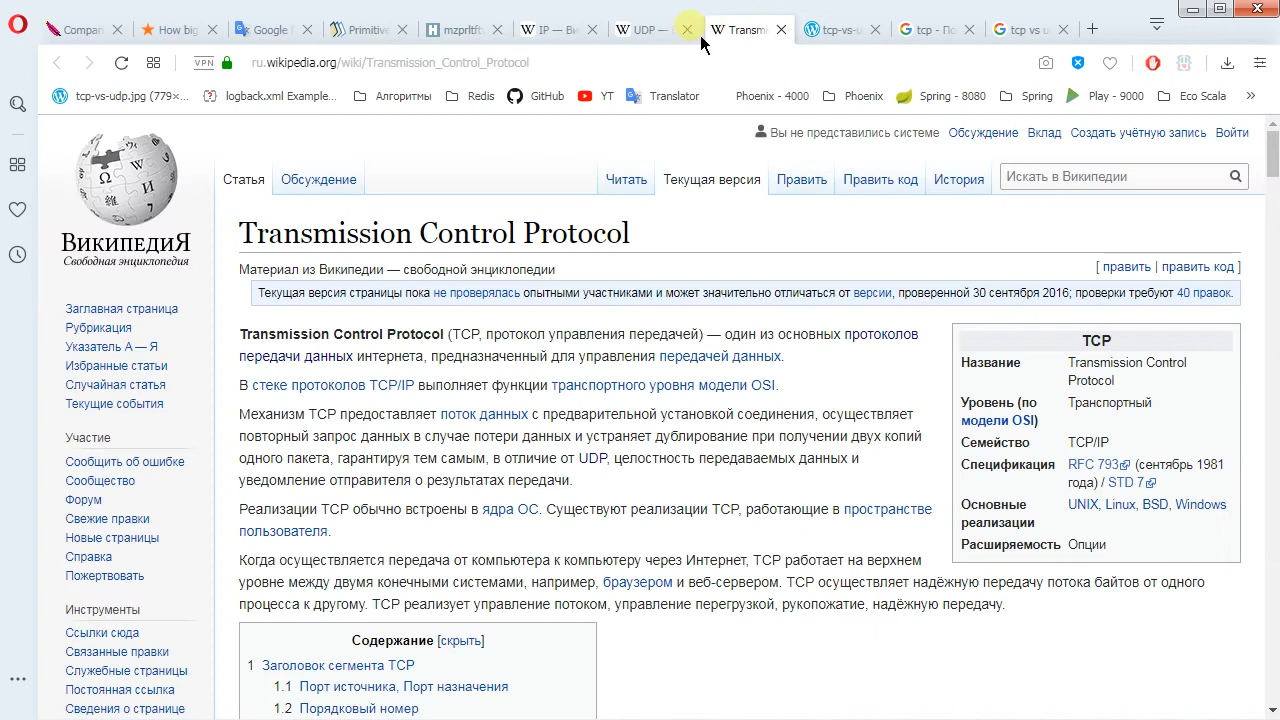 Compan
How big
Google
Primitive
mzprltfb
IP — Ви
UDP —
Transmi
tcp-vs-u
tcp - По
tcp vs u
VPN
ru.wikipedia.org/wiki/Transmission_Control_Protocol
tcp-vs-udp.jpg (779×...
logback.xml Example...
Алгоритмы
Redis
GitHub
YT
Translator
Phoenix - 4000
Phoenix
Spring - 8080
Spring
Play - 9000
Eco Scala
»
Вы не представились системе
Обсуждение
Вклад
Создать учётную запись
Войти
Статья
Обсуждение
Читать
Текущая версия
Править
Править код
История
Искать в Википедии
ВикипедиЯ
Свободная энциклопедия
Transmission Control Protocol
Материал из Википедии — свободной энциклопедии
[ править | править код ]
Текущая версия страницы пока не проверялась опытными участниками и может значительно отличаться от версии, проверенной 30 сентября 2016; проверки требуют 40 правок.
Заглавная страница
Рубрикация
Указатель А — Я
Избранные статьи
Случайная статья
Текущие события
Участие
Сообщить об ошибке
Сообщество
Форум
Свежие правки
Новые страницы
Справка
Пожертвовать
Инструменты
Ссылки сюда
Связанные правки
Служебные страницы
Постоянная ссылка
Сведения о странице
Transmission Control Protocol (TCP, протокол управления передачей) — один из основных протоколов
передачи данных интернета, предназначенный для управления передачей данных.
В стеке протоколов TCP/IP выполняет функции транспортного уровня модели OSI.
Механизм TCP предоставляет поток данных с предварительной установкой соединения, осуществляет
повторный запрос данных в случае потери данных и устраняет дублирование при получении двух копий
одного пакета, гарантируя тем самым, в отличие от UDP, целостность передаваемых данных и
уведомление отправителя о результатах передачи.
Реализации TCP обычно встроены в ядра ОС. Существуют реализации TCP, работающие в пространстве
пользователя.
Когда осуществляется передача от компьютера к компьютеру через Интернет, TCP работает на верхнем
уровне между двумя конечными системами, например, браузером и веб-сервером. TCP осуществляет надёжную передачу потока байтов от одного
процесса к другому. TCP реализует управление потоком, управление перегрузкой, рукопожатие, надёжную передачу.
TCP
Название
Transmission Control
Protocol
Уровень (по
модели OSI)
Транспортный
Семейство
TCP/IP
Спецификация
RFC 793 (сентябрь 1981
года) / STD 7
Основные
реализации
UNIX, Linux, BSD, Windows
Расширяемость
Опции
Содержание [скрыть]
1 Заголовок сегмента TCP
1.1 Порт источника, Порт назначения
1.2 Порядковый номер